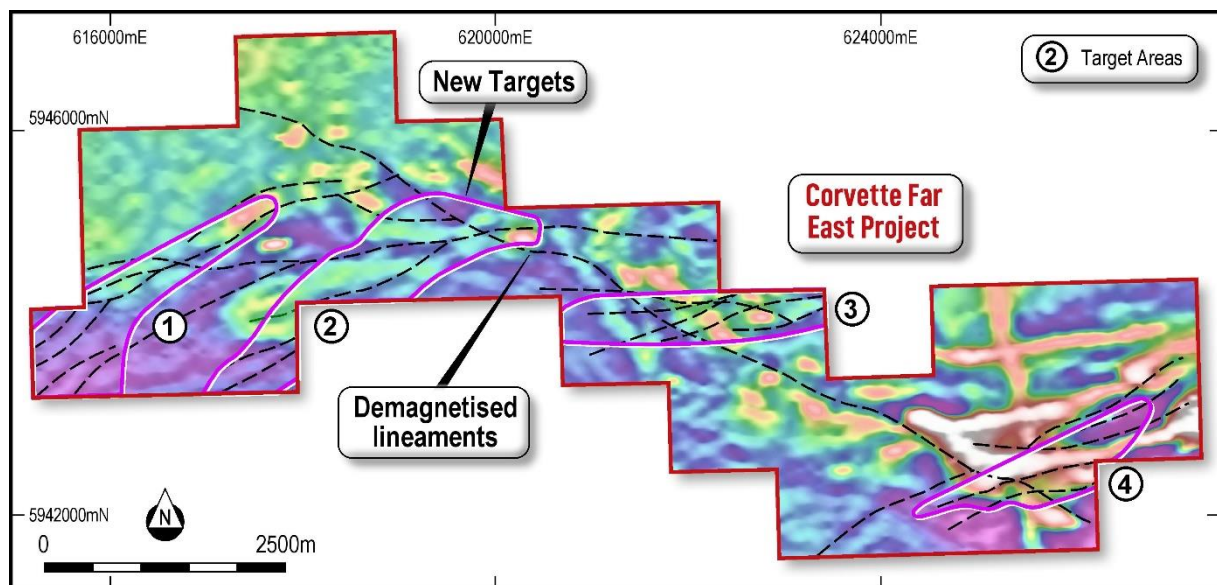 616000mE
620000mE
624000mE
② Target Areas
New Targets
5946000mN
Corvette Far
East Project
①
②
③
Demagnetised
lineaments
④
5942000mN
N
0
2500m